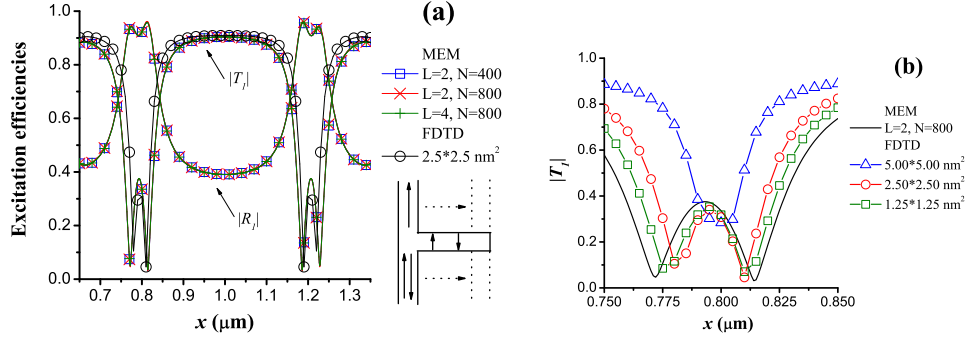 (a)
Excitation efficiencies
1.0
0.8
0.6
0.4
0.2
0.0
|T₁|
|R₁|
0.6
0.7
0.8
0.9
1.0
1.1
1.2
1.3
x (μm)
MEM
L=2, N=400
L=2, N=800
L=4, N=800
FDTD
2.5*2.5 nm²
(b)
|T₁|
1.0
0.8
0.6
0.4
0.2
0.0
0.750
0.775
0.800
0.825
0.850
x (μm)
MEM
L=2, N=800
FDTD
5.00*5.00 nm²
2.50*2.50 nm²
1.25*1.25 nm²